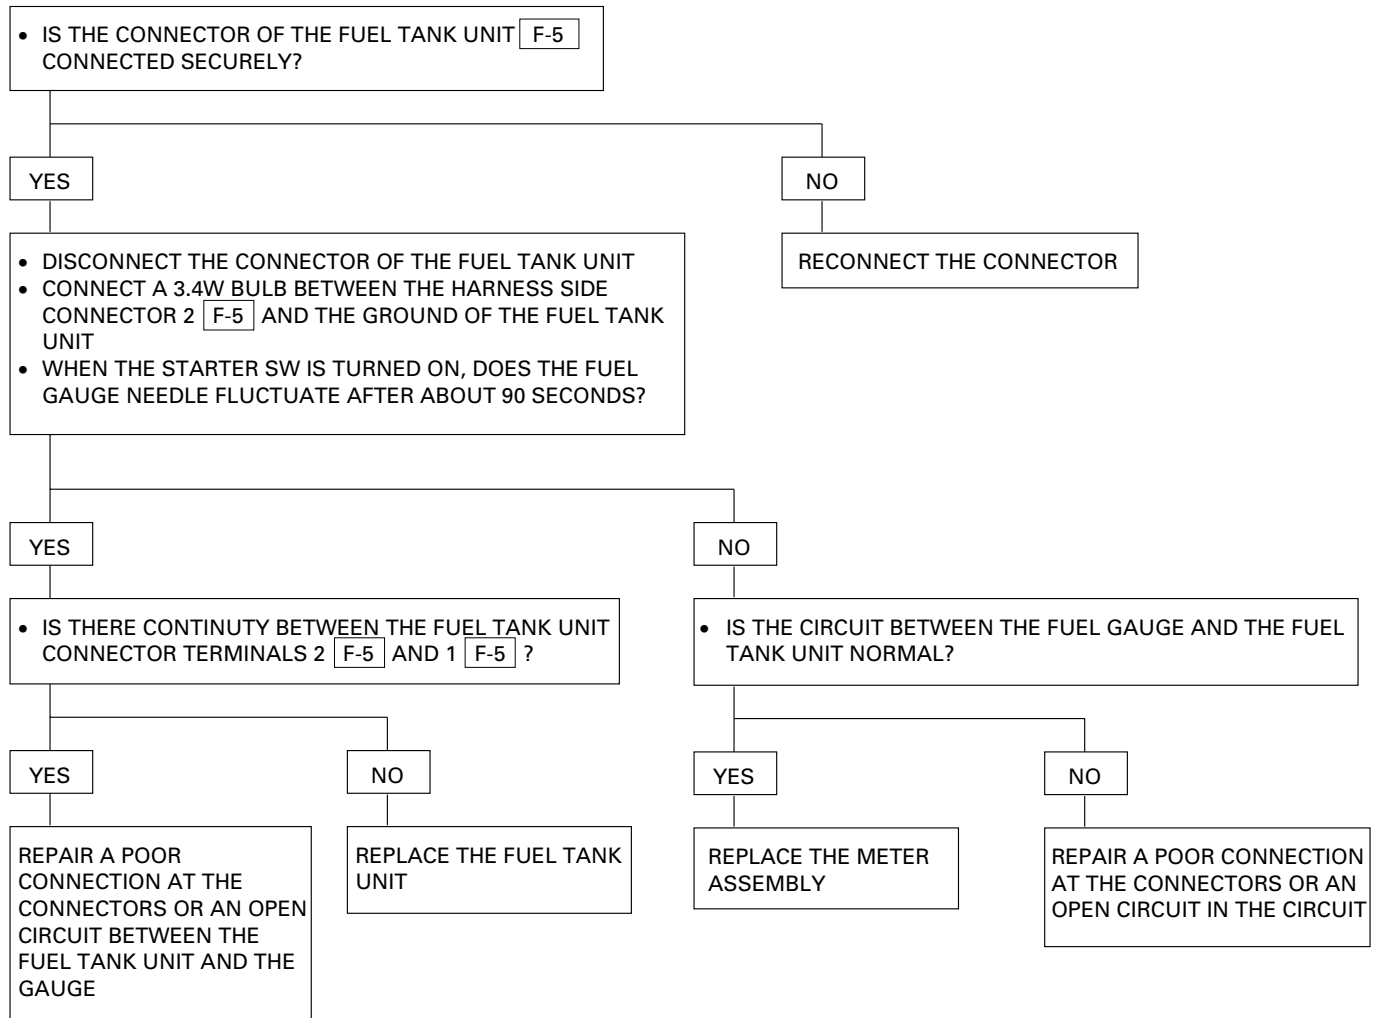 • IS THE CONNECTOR OF THE FUEL TANK UNIT F-5
CONNECTED SECURELY?
YES
NO
• DISCONNECT THE CONNECTOR OF THE FUEL TANK UNIT
• CONNECT A 3.4W BULB BETWEEN THE HARNESS SIDE
CONNECTOR 2 F-5 AND THE GROUND OF THE FUEL TANK
UNIT
• WHEN THE STARTER SW IS TURNED ON, DOES THE FUEL
GAUGE NEEDLE FLUCTUATE AFTER ABOUT 90 SECONDS?
RECONNECT THE CONNECTOR
YES
NO
• IS THERE CONTINUTY BETWEEN THE FUEL TANK UNIT
CONNECTOR TERMINALS 2 F-5 AND 1 F-5 ?
• IS THE CIRCUIT BETWEEN THE FUEL GAUGE AND THE FUEL
TANK UNIT NORMAL?
YES
NO
YES
NO
REPAIR A POOR
CONNECTION AT THE
CONNECTORS OR AN OPEN
CIRCUIT BETWEEN THE
FUEL TANK UNIT AND THE
GAUGE
REPLACE THE FUEL TANK
UNIT
REPLACE THE METER
ASSEMBLY
REPAIR A POOR CONNECTION
AT THE CONNECTORS OR AN
OPEN CIRCUIT IN THE CIRCUIT